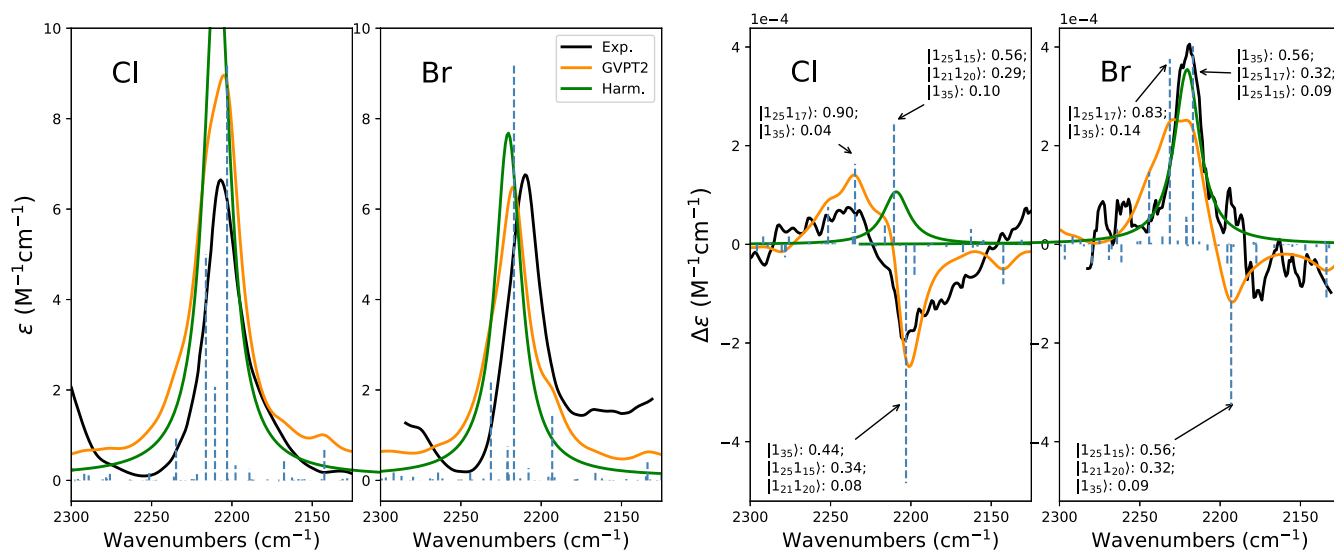 10
8
6
4
2
0
ε (M⁻¹cm⁻¹)
Cl
2300 2250 2200 2150
Wavenumbers (cm⁻¹)
10
8
6
4
2
0
Br
Exp.
GVPT2
Harm.
2300 2250 2200 2150
Wavenumbers (cm⁻¹)
1e−4
4
2
0
−2
−4
Δε (M⁻¹cm⁻¹)
Cl
|1₂₅1₁₅⟩: 0.56;
|1₂₁1₂₀⟩: 0.29;
|1₃₅⟩: 0.10
|1₂₅1₁₇⟩: 0.90;
|1₃₅⟩: 0.04
|1₃₅⟩: 0.44;
|1₂₅1₁₅⟩: 0.34;
|1₂₁1₂₀⟩: 0.08
2300 2250 2200 2150
Wavenumbers (cm⁻¹)
1e−4
4
2
0
−2
−4
Br
|1₃₅⟩: 0.56;
|1₂₅1₁₇⟩: 0.32;
|1₂₅1₁₅⟩: 0.09
|1₂₅1₁₇⟩: 0.83;
|1₃₅⟩: 0.14
|1₂₅1₁₅⟩: 0.56;
|1₂₁1₂₀⟩: 0.32;
|1₃₅⟩: 0.09
2300 2250 2200 2150
Wavenumbers (cm⁻¹)